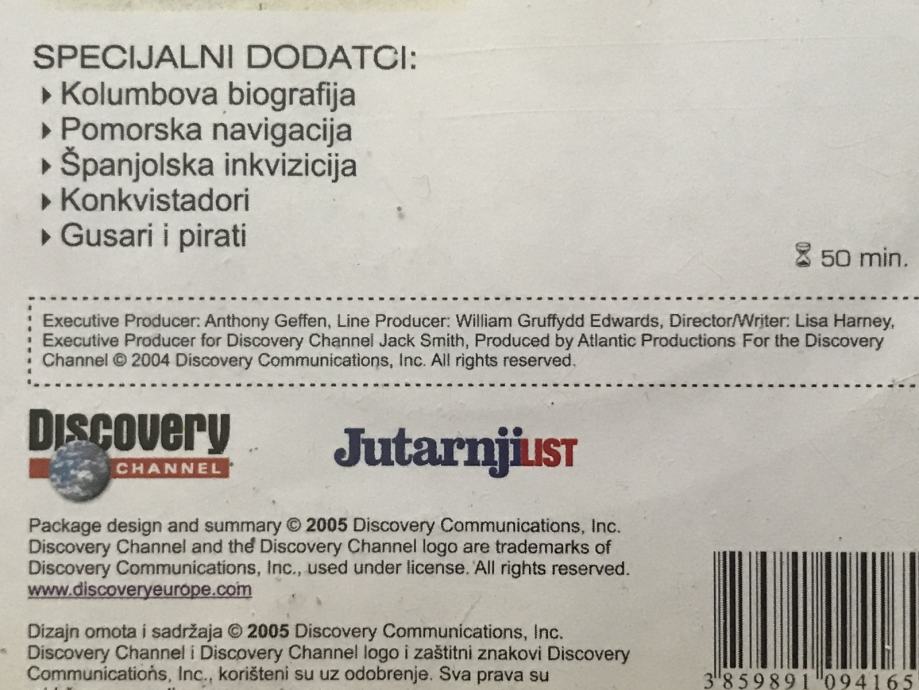 SPECIJALNI DODATCI:
Kolumbova biografija
Pomorska navigacija
Španjolska inkvizicija
Konkvistadori
Gusari i pirati
50 min.
Executive Producer: Anthony Geffen, Line Producer: William Gruffydd Edwards, Director/Writer: Lisa Harney,
Executive Producer for Discovery Channel Jack Smith, Produced by Atlantic Productions For the Discovery
Channel © 2004 Discovery Communications, Inc. All rights reserved.
Discovery
CHANNEL
Jutarnji LIST
Package design and summary © 2005 Discovery Communications, Inc.
Discovery Channel and the Discovery Channel logo are trademarks of
Discovery Communications, Inc., used under license. All rights reserved.
www.discoveryeurope.com
Dizajn omota i sadržaja © 2005 Discovery Communications, Inc.
Discovery Channel i Discovery Channel logo i zaštitni znakovi Discovery
Communications, Inc., korišteni su uz odobrenje. Sva prava su
3 859891 094165